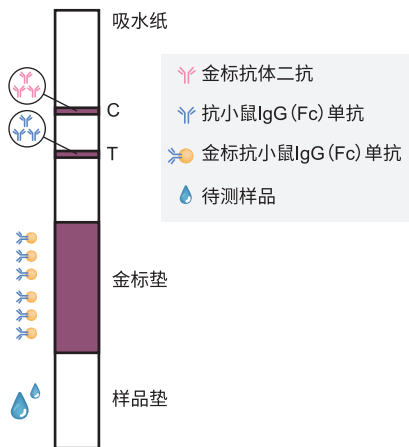 吸水纸
C
T
金标垫
样品垫
金标抗体二抗
抗小鼠IgG(Fc)单抗
金标抗小鼠IgG(Fc)单抗
待测样品